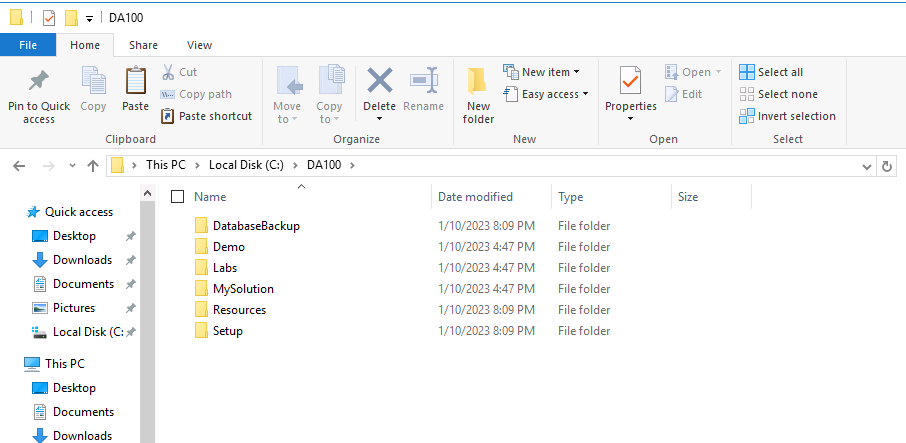 DA100
File Home Share View
Pin to Quick access
Copy
Paste
Cut
Copy path
Paste shortcut
Clipboard
Move to
Copy to
Delete
Rename
Organize
New folder
New item
Easy access
New
Properties
Open
Edit
Open
Select all
Select none
Invert selection
Select
This PC > Local Disk (C:) > DA100 >
Name Date modified Type Size
DatabaseBackup 1/10/2023 8:09 PM File folder
Demo 1/10/2023 4:47 PM File folder
Labs 1/10/2023 4:47 PM File folder
MySolution 1/10/2023 4:47 PM File folder
Resources 1/10/2023 8:09 PM File folder
Setup 1/10/2023 8:09 PM File folder
Quick access
Desktop
Downloads
Documents
Pictures
Local Disk (C:
This PC
Desktop
Documents
Downloads